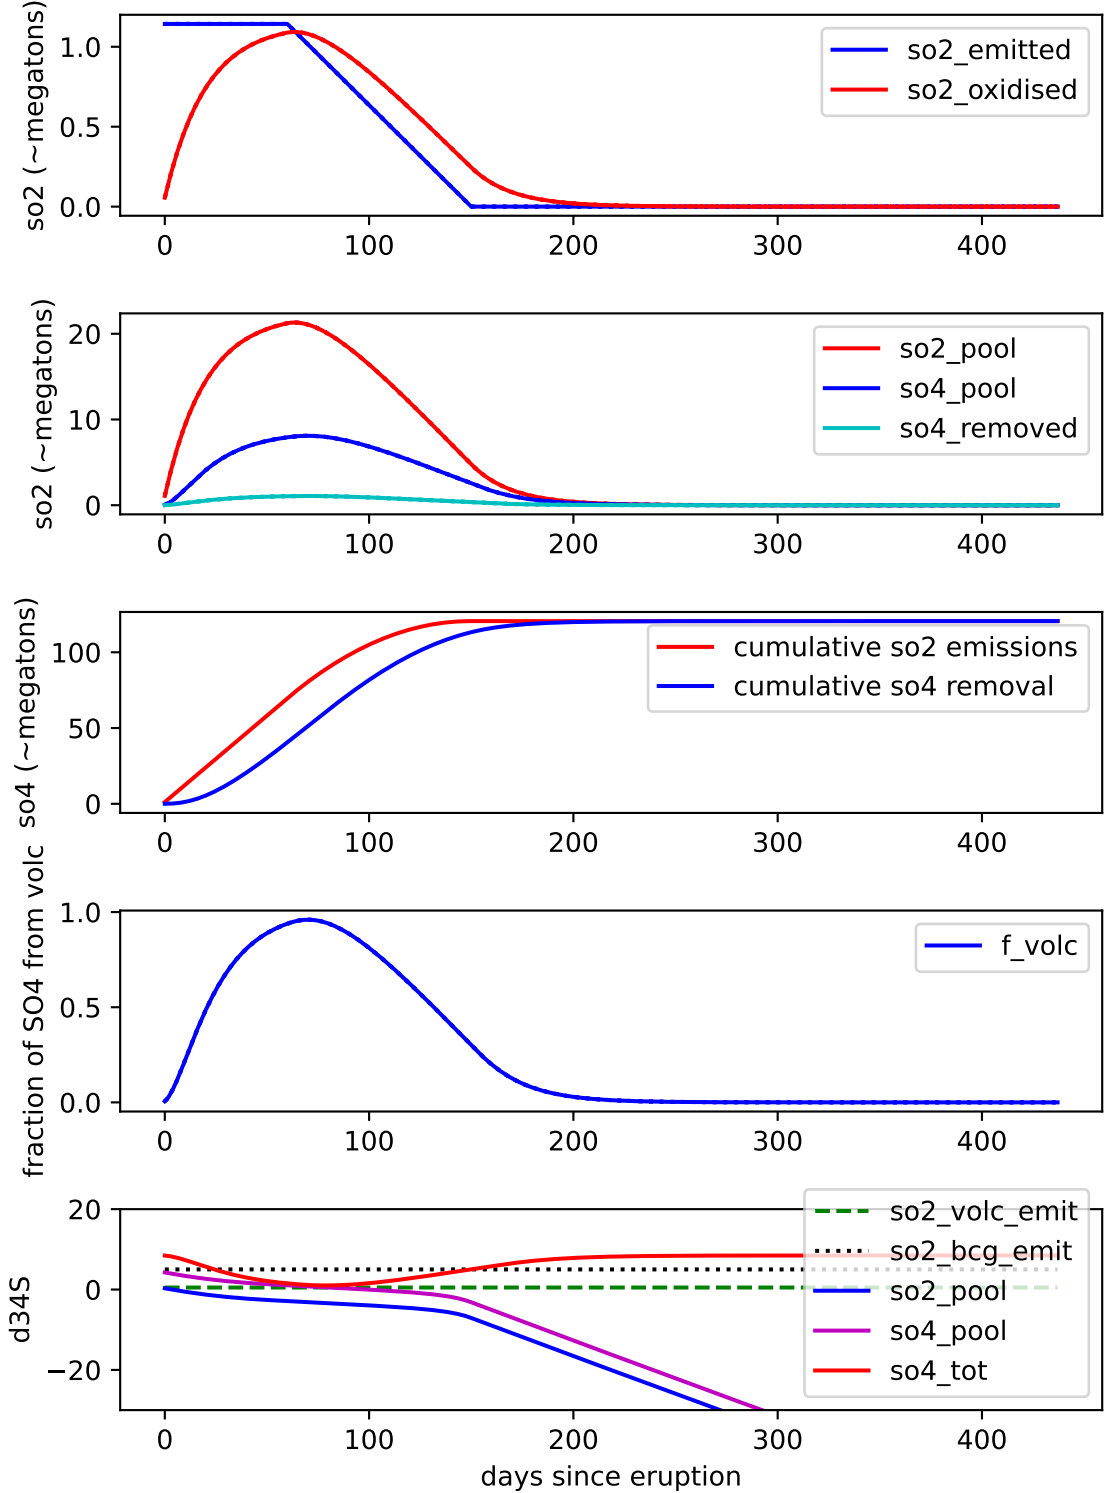 so2 (~megatons)
1.0
0.5
0.0
so2_emitted
so2_oxidised
0 100 200 300 400
so2 (~megatons)
20
10
0
so2_pool
so4_pool
so4_removed
0 100 200 300 400
so4 (~megatons)
100
50
0
cumulative so2 emissions
cumulative so4 removal
0 100 200 300 400
fraction of SO4 from volc
1.0
0.5
0.0
f_volc
0 100 200 300 400
d34S
20
0
−20
so2_volc_emit
so2_bcg_emit
so2_pool
so4_pool
so4_tot
0 100 200 300 400
days since eruption